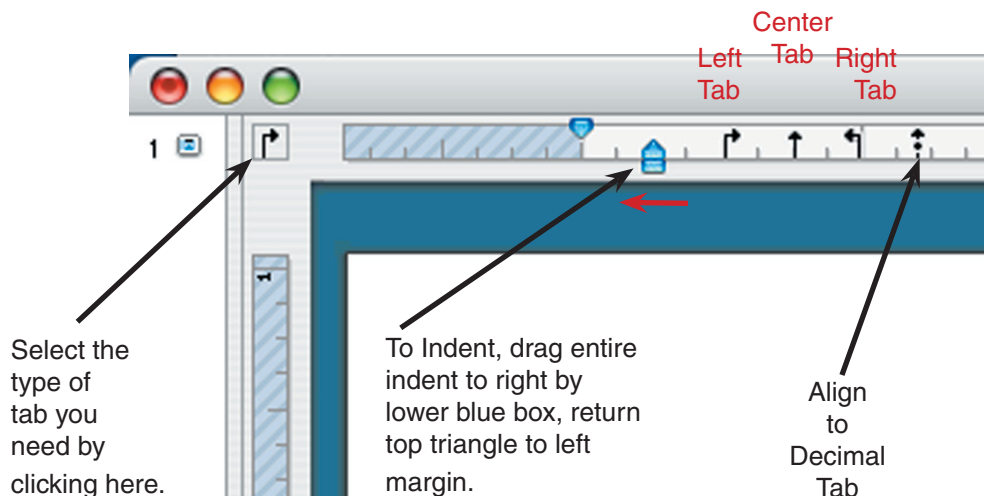 Center
Tab
Left
Tab
Right
Tab
1
1
Select the
type of
tab you
need by
clicking here.
To Indent, drag entire
indent to right by
lower blue box, return
top triangle to left
margin.
Align
to
Decimal
Tab